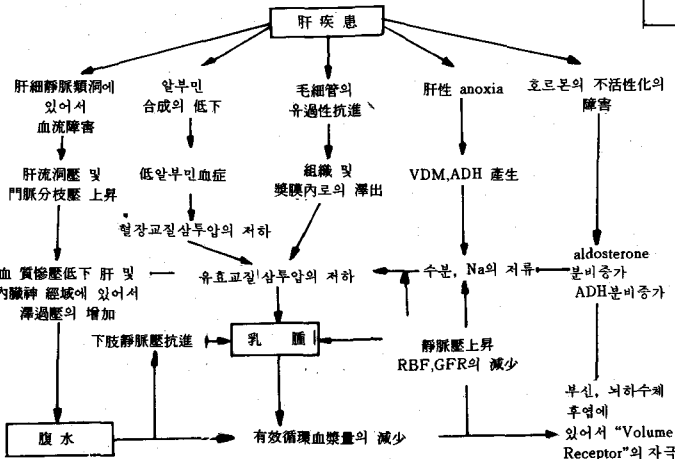 肝疾患
肝細靜脈類洞에
있어서
血流障害
알부민
合成의 低下
毛細管의
유過性抗進
肝性 anoxia
호르몬의 不活性化의
障害
肝流洞壓 및
門脈分枝壓 上昇
低알부민血症
組織 및
漿膜內로의 澤出
VDM,ADH 產生
혈장교질삼투압의 저하
血 質慘壓低下 肝 및
內臟神 經域에 있어서
澤過壓의 增加
유효교질삼투압의 저하
수분, Na의 저류
aldosterone
분비증가
ADH분비증가
下肢靜脈壓抗進
乳 腫
靜脈壓上昇
RBF,GFR의 減少
腹水
有效循環血漿量의 減少
부신, 뇌하수체
후엽에
있어서 “Volume
Receptor”의 자극